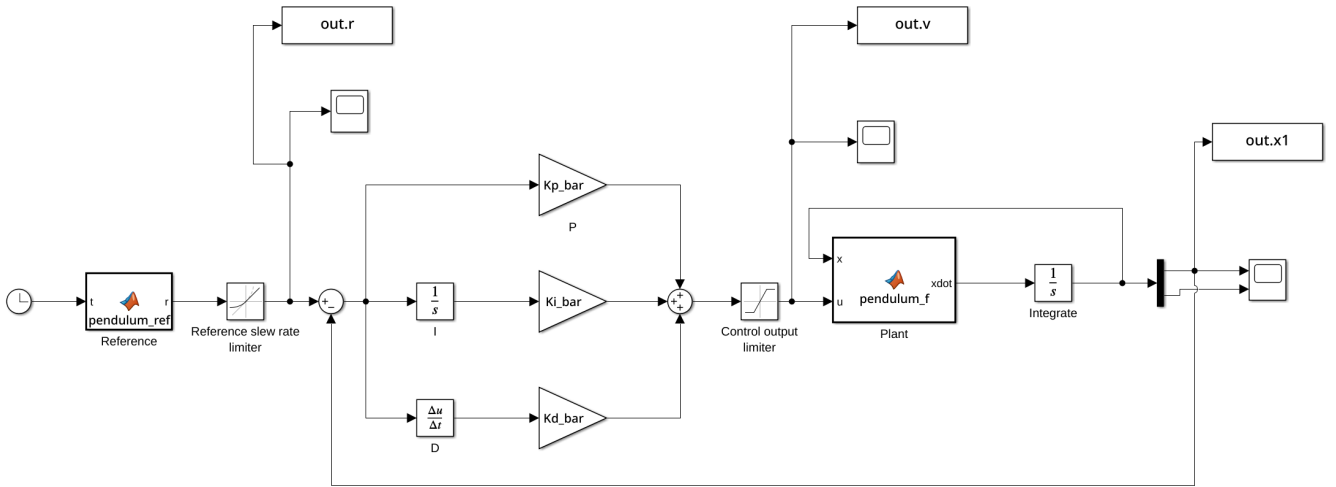 out.r
out.v
out.x1
Kp_bar
P
t
r
pendulum_ref
Reference
Reference slew rate
limiter
+
−
1
s
I
Ki_bar
+
+
+
Control output
limiter
x
u
xdot
pendulum_f
Plant
1
s
Integrate
Δu
Δt
D
Kd_bar